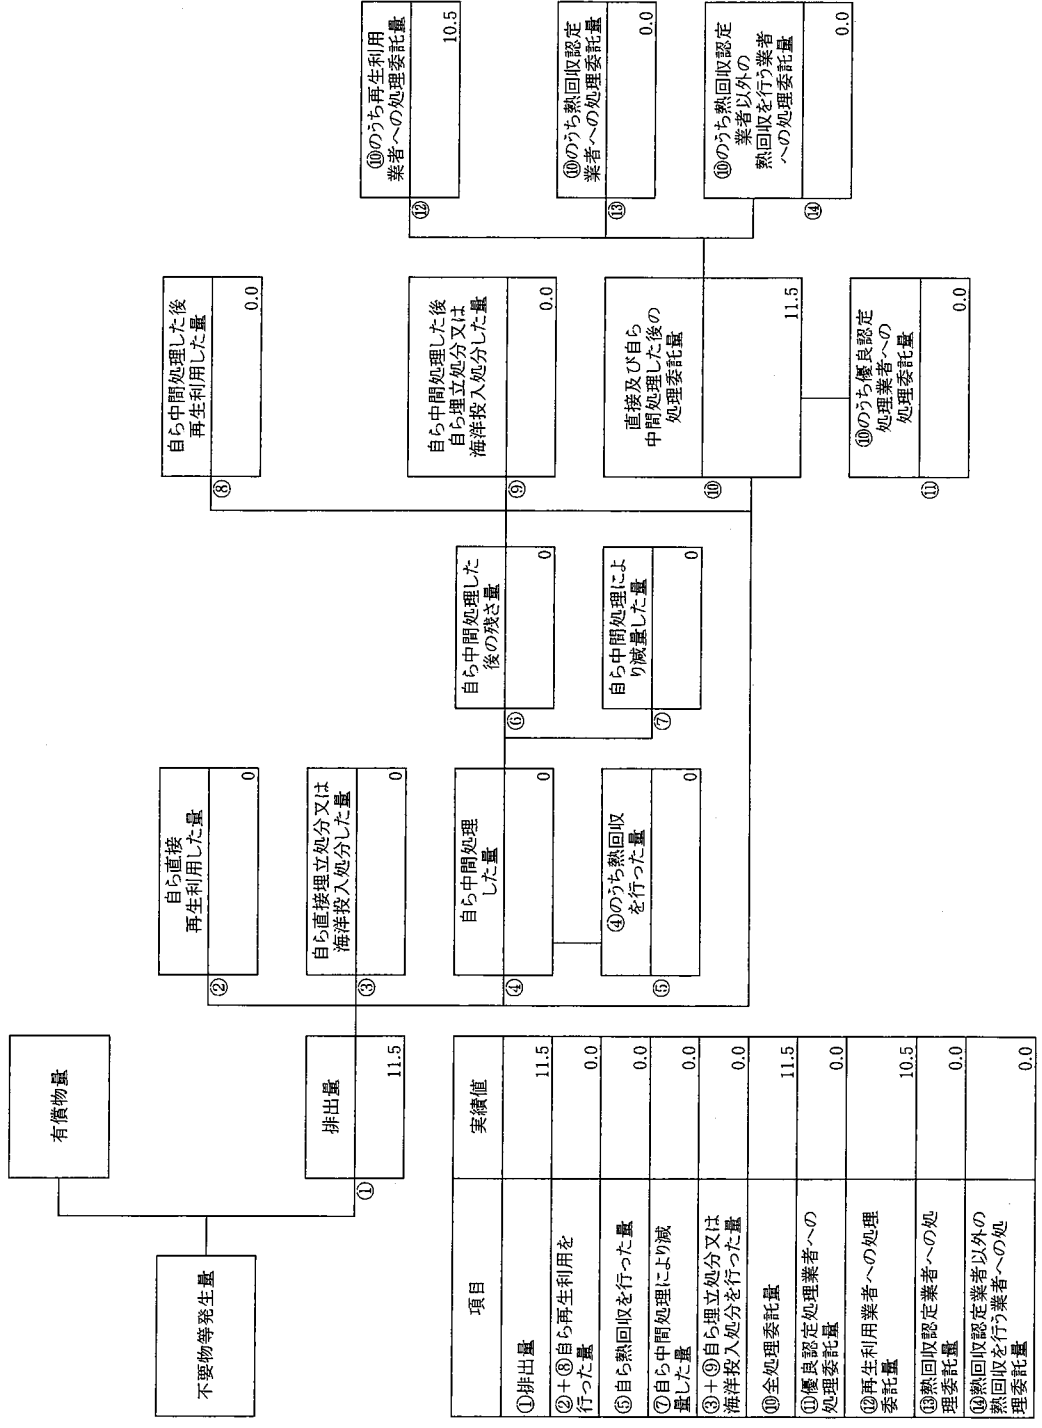 不要物等発生量
有償物量
①
排出量
11.5
②
自ら直接
再生利用した量
0
③
自ら直接埋立処分又は
海洋投入処分した量
0
④
自ら中間処理
した量
0
⑤
④のうち熱回収
を行った量
0
⑥
自ら中間処理した
後の残さ量
0
⑦
自ら中間処理によ
り減量した量
0
⑧
自ら中間処理した後
再生利用した量
0.0
⑨
自ら中間処理した後
自ら埋立処分又は
海洋投入処分した量
0.0
⑩
直接及び自ら
中間処理した後の
処理委託量
11.5
⑪
⑩のうち優良認定
処理業者への
処理委託量
0.0
⑫
⑩のうち再生利用
業者への処理委託量
10.5
⑬
⑩のうち熱回収認定
業者への処理委託量
0.0
⑭
⑩のうち熱回収認定
業者以外の
熱回収を行う業者
への処理委託量
0.0
項目 実績値
①排出量 11.5
②+⑧自ら再生利用を
行った量 0.0
⑤自ら熱回収を行った量 0.0
⑦自ら中間処理により減
量した量 0.0
③+⑨自ら埋立処分又は
海洋投入処分を行った量 0.0
⑩全処理委託量 11.5
⑪優良認定処理業者への
処理委託量 0.0
⑫再生利用業者への処理
委託量 10.5
⑬熱回収認定業者への処
理委託量 0.0
⑭熱回収認定業者以外の
熱回収を行う業者への処
理委託量 0.0